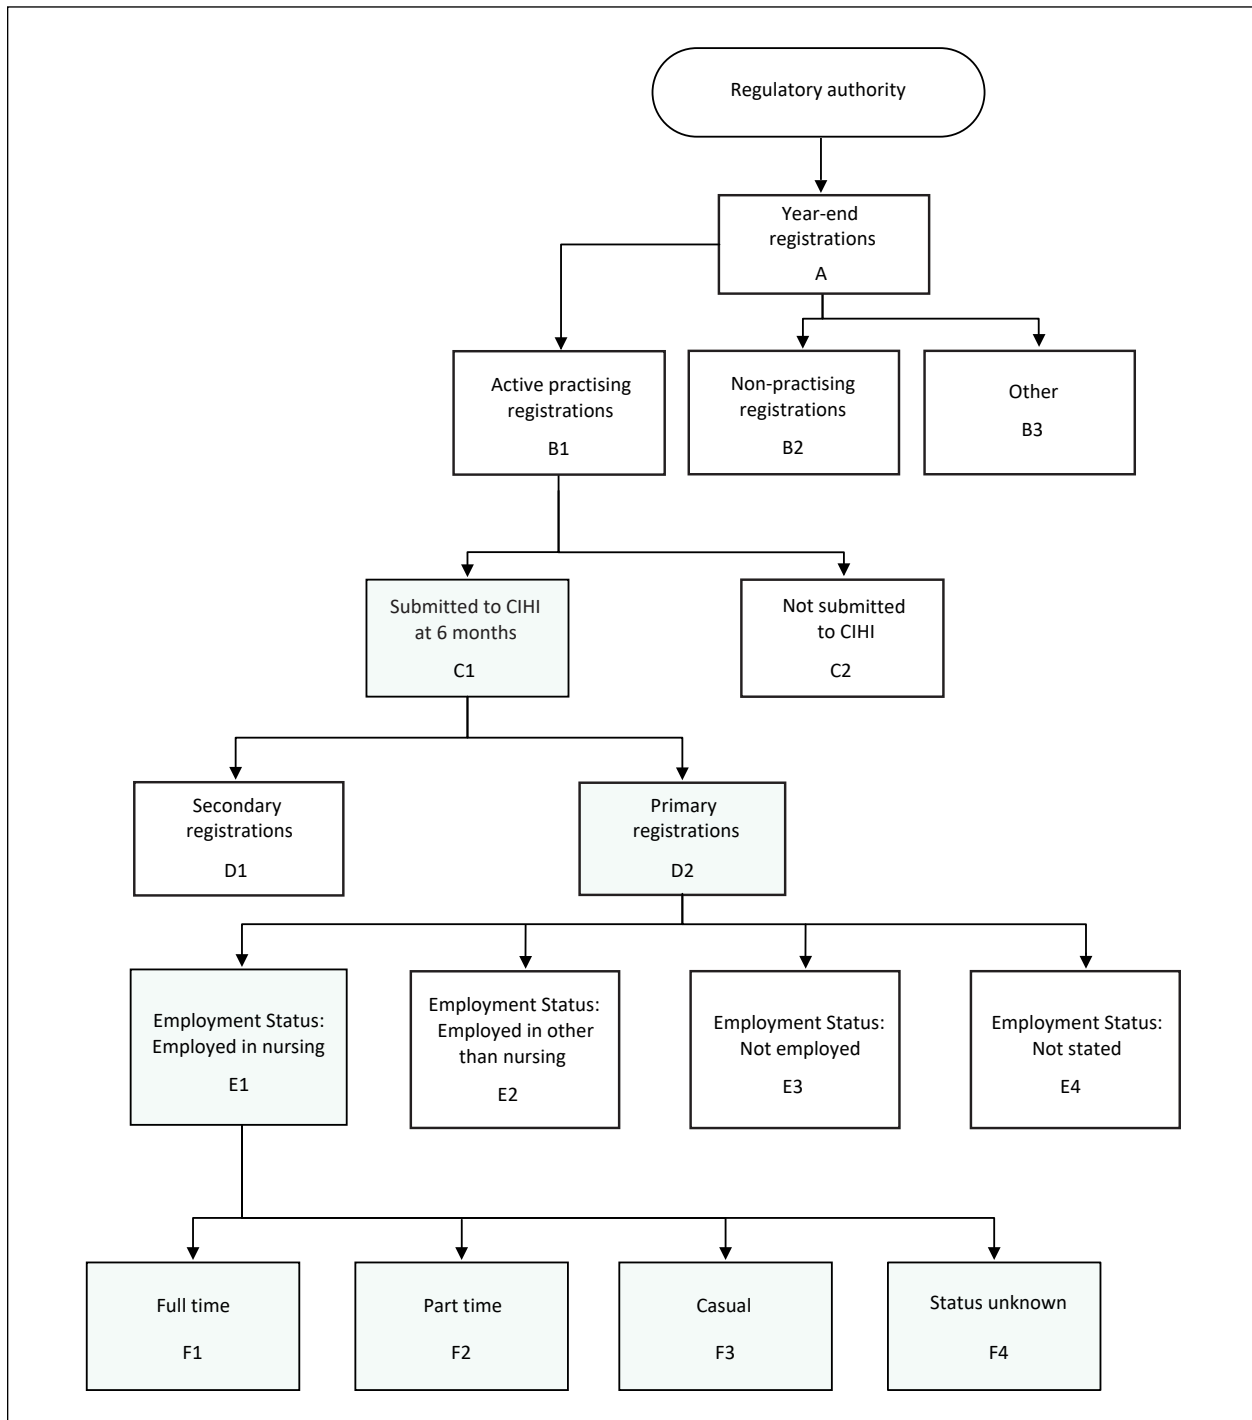 Regulatory authority
Year-end
registrations
A
Active practising
registrations
B1
Non-practising
registrations
B2
Other
B3
Submitted to CIHI
at 6 months
C1
Not submitted
to CIHI
C2
Secondary
registrations
D1
Primary
registrations
D2
Employment Status:
Employed in nursing
E1
Employment Status:
Employed in other
than nursing
E2
Employment Status:
Not employed
E3
Employment Status:
Not stated
E4
Full time
F1
Part time
F2
Casual
F3
Status unknown
F4